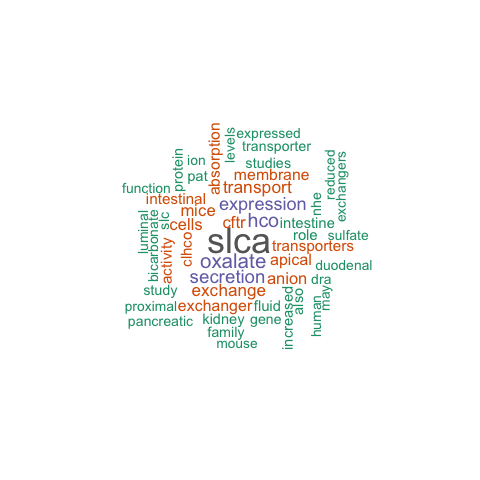 absorption
levels
expressed
transporter
protein
ion
studies
pat
membrane
reduced
exchangers
function
transport
intestinal
expression
nhe
mice
slc
cells
cftr
hco
intestine
luminal
bicarbonate
role
sulfate
clhco
slca
transporters
activity
oxalate
apical
duodenal
secretion
anion
dra
study
exchange
increased
also
may
human
proximal
exchanger
fluid
pancreatic
kidney
gene
family
mouse